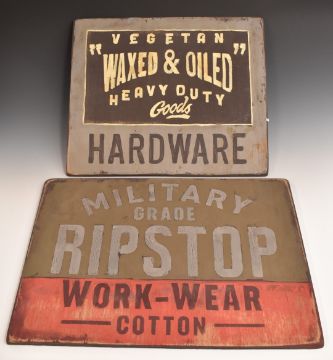 VEGETAN
"WAXED & OILED"
HEAVY DUTY
Goods
HARDWARE
MILITARY
GRADE
RIPSTOP
WORK-WEAR
COTTON